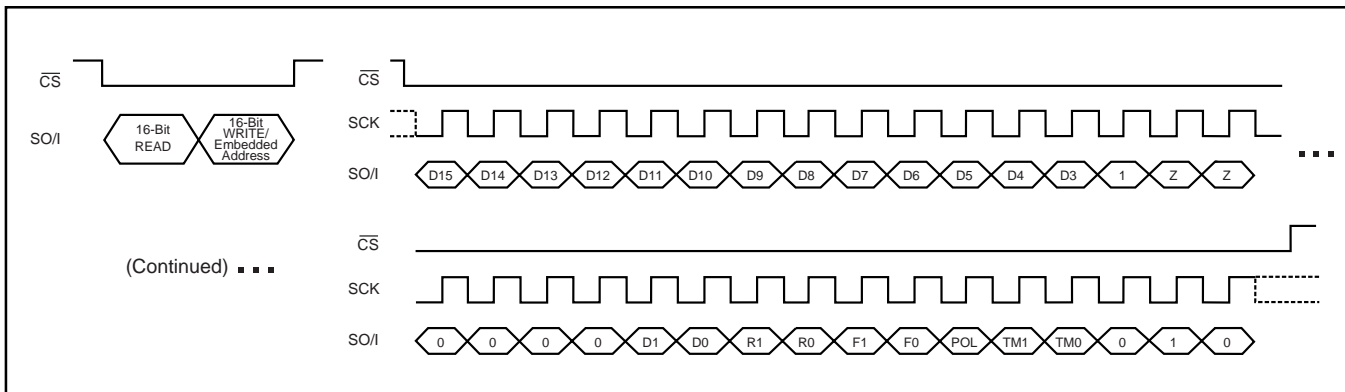 CS
SO/I
16-Bit
READ
16-Bit
WRITE/
Embedded
Address
CS
SCK
SO/I D15 D14 D13 D12 D11 D10 D9 D8 D7 D6 D5 D4 D3 1 Z Z
(Continued)
CS
SCK
SO/I 0 0 0 0 D1 D0 R1 R0 F1 F0 POL TM1 TM0 0 1 0